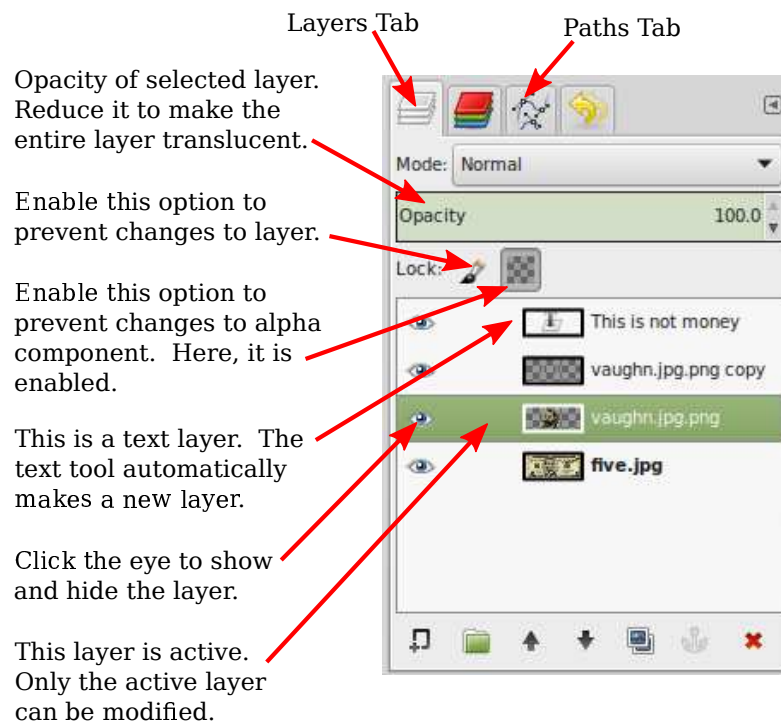 Layers Tab
Paths Tab
Opacity of selected layer.
Reduce it to make the
entire layer translucent.
Enable this option to
prevent changes to layer.
Enable this option to
prevent changes to alpha
component.  Here, it is
enabled.
This is a text layer.  The
text tool automatically
makes a new layer.
Click the eye to show
and hide the layer.
This layer is active.
Only the active layer
can be modified.
Mode: Normal
Opacity 100.0
Lock:
This is not money
vaughn.jpg.png copy
vaughn.jpg.png
five.jpg